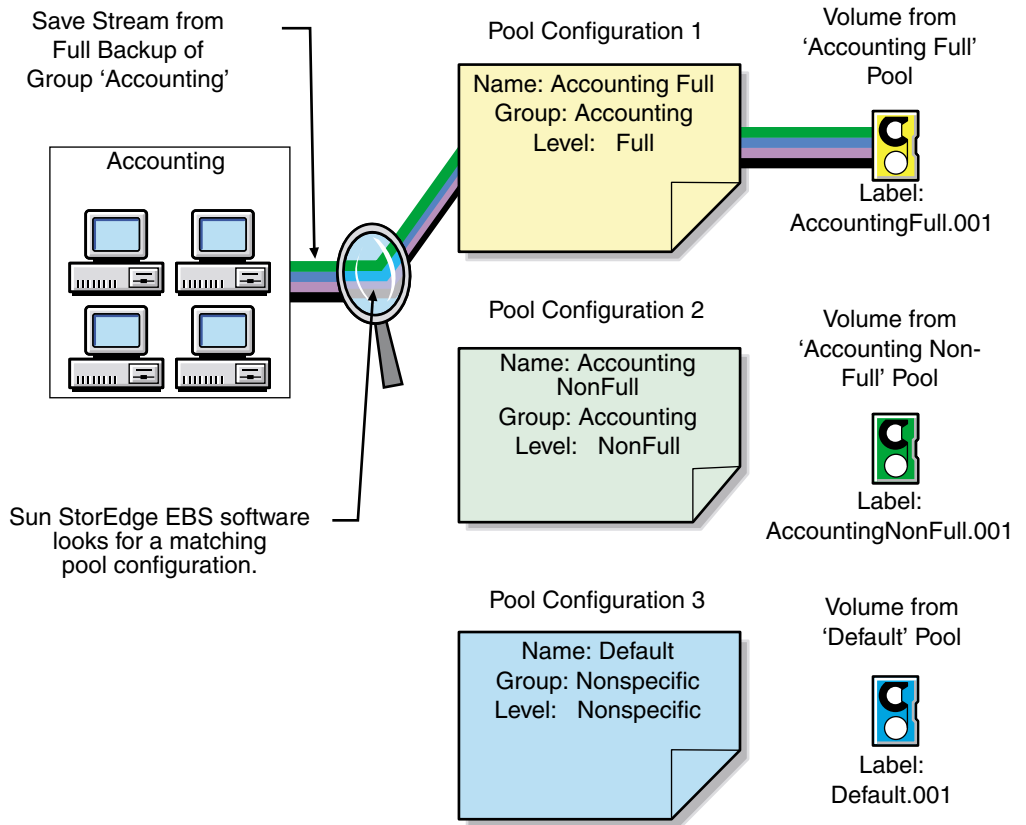 Save Stream from
Full Backup of
Group ‘Accounting’
Accounting
Sun StorEdge EBS software
looks for a matching
pool configuration.
Pool Configuration 1
Name: Accounting Full
Group: Accounting
Level: Full
Volume from
‘Accounting Full’
Pool
Label:
AccountingFull.001
Pool Configuration 2
Name: Accounting
NonFull
Group: Accounting
Level: NonFull
Volume from
‘Accounting Non-
Full’ Pool
Label:
AccountingNonFull.001
Pool Configuration 3
Name: Default
Group: Nonspecific
Level: Nonspecific
Volume from
‘Default’ Pool
Label:
Default.001